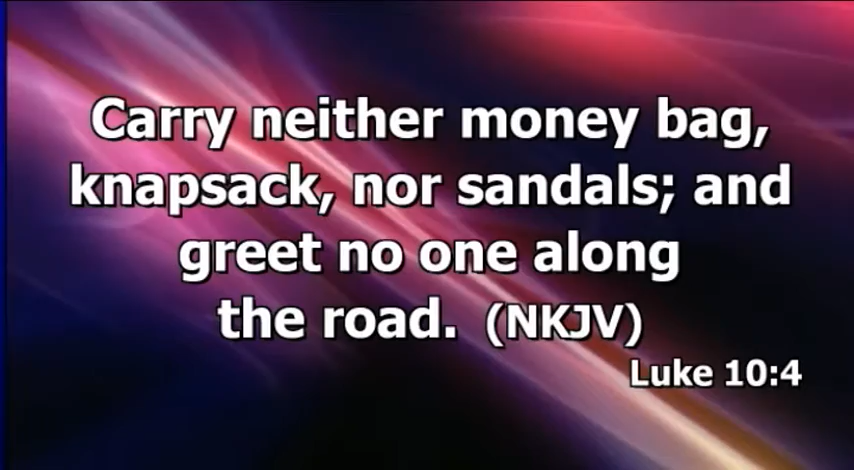 Carry neither money bag,
knapsack, nor sandals; and
greet no one along
the road. (NKJV)
Luke 10:4